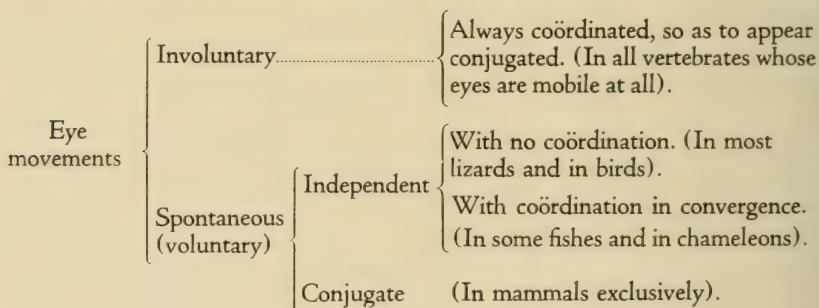 Eye
movements
Involuntary
Always coördinated, so as to appear
conjugated. (In all vertebrates whose
eyes are mobile at all).
Spontaneous
(voluntary)
Independent
With no coördination. (In most
lizards and in birds).
With coördination in convergence.
(In some fishes and in chameleons).
Conjugate (In mammals exclusively).